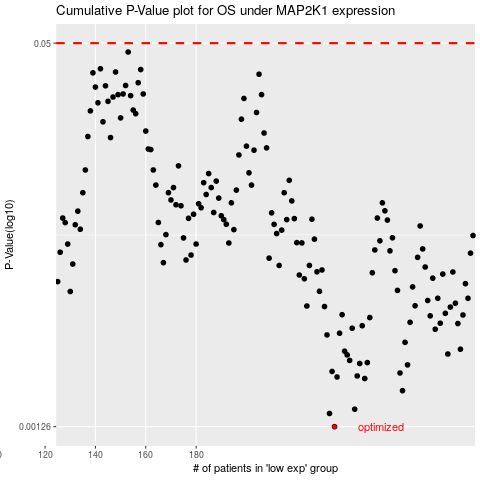 Cumulative P-Value plot for OS under MAP2K1 expression
0.05
P-Value(log10)
0.00126
optimized
0 120 140 160 180
# of patients in 'low exp' group